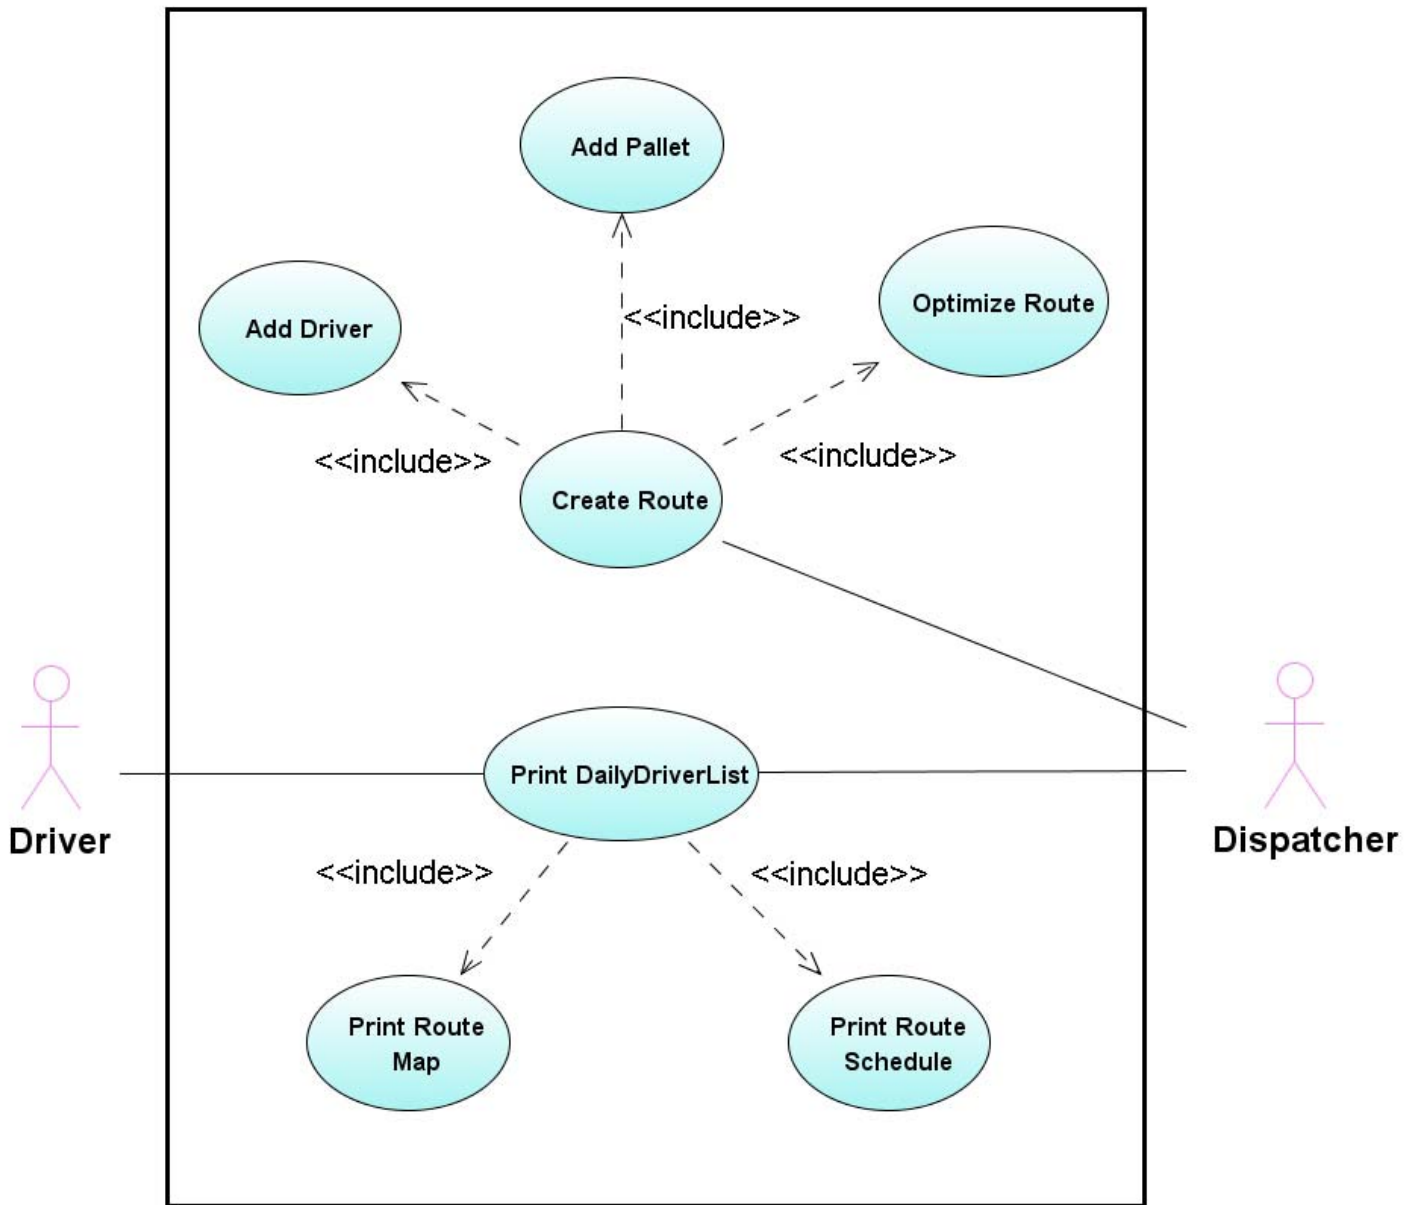 Add Pallet
Optimize Route
<<include>>
Add Driver
<<include>>
<<include>>
Create Route
Print DailyDriverList
Driver
Dispatcher
<<include>>
<<include>>
Print Route
Map
Print Route
Schedule